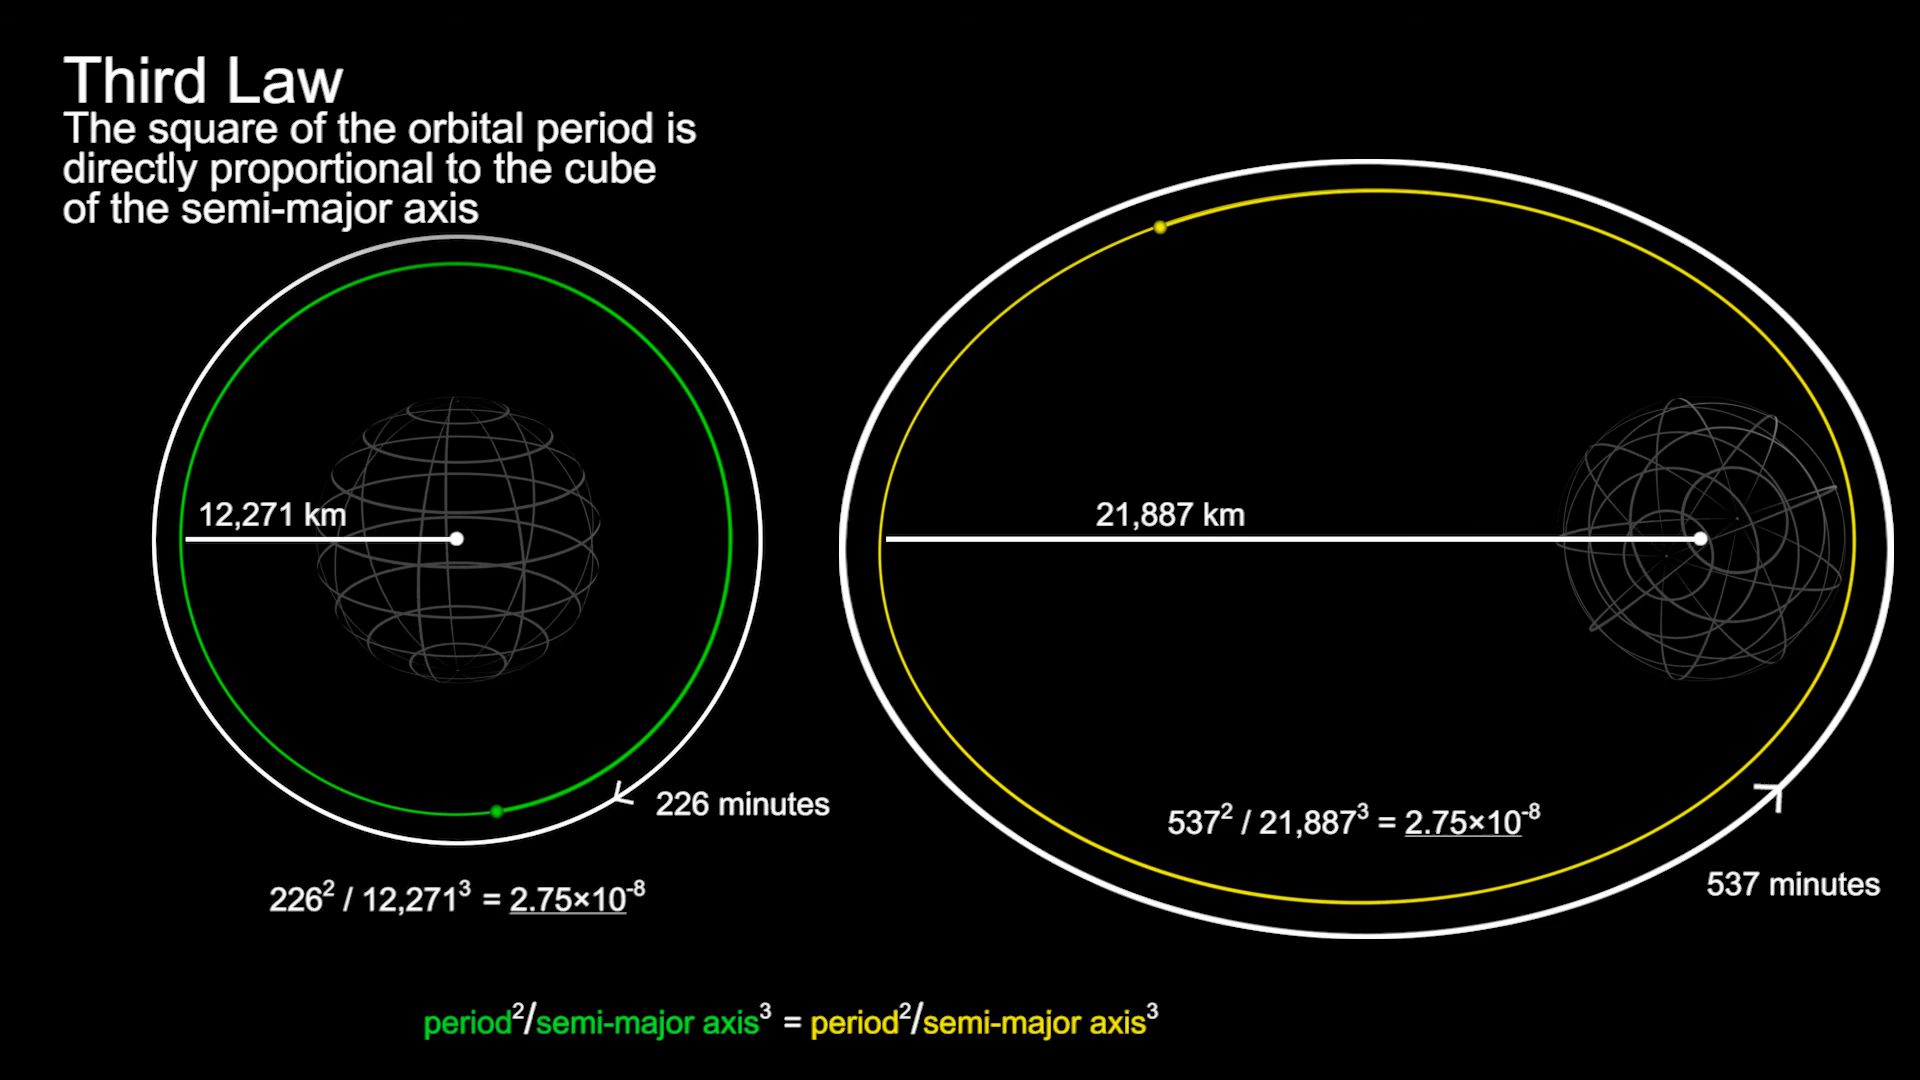 Third Law
The square of the orbital period is
directly proportional to the cube
of the semi-major axis
12,271 km
21,887 km
226 minutes
537² / 21,887³ = 2.75×10⁻⁸
537 minutes
226² / 12,271³ = 2.75×10⁻⁸
period²/semi-major axis³ = period²/semi-major axis³